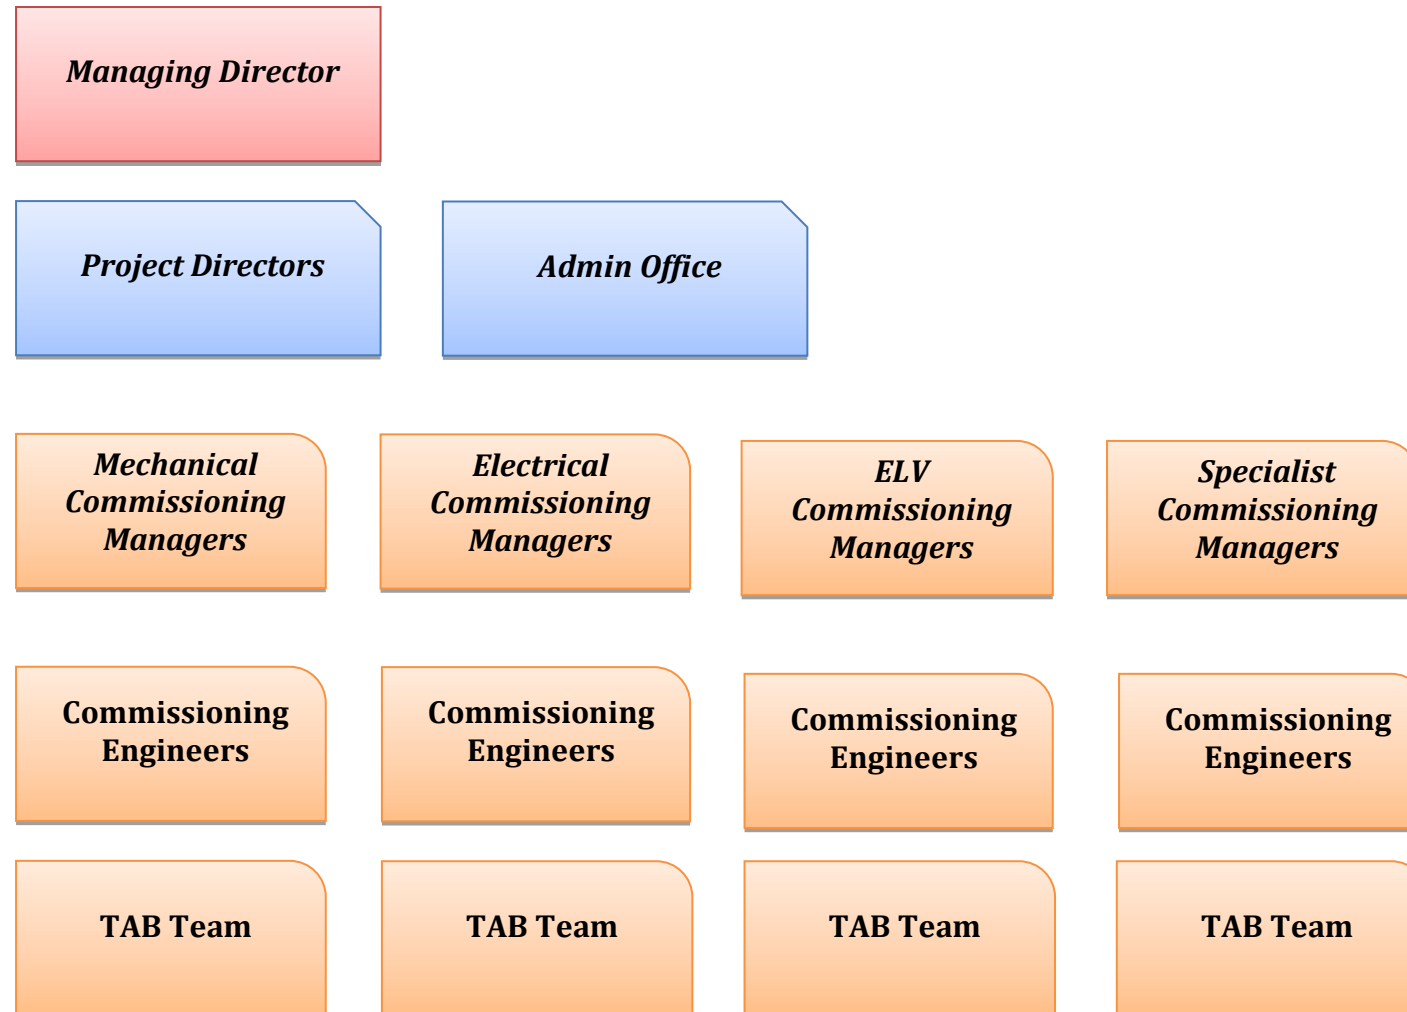 Managing Director
Project Directors
Admin Office
Mechanical
Commissioning
Managers
Electrical
Commissioning
Managers
ELV
Commissioning
Managers
Specialist
Commissioning
Managers
Commissioning
Engineers
Commissioning
Engineers
Commissioning
Engineers
Commissioning
Engineers
TAB Team
TAB Team
TAB Team
TAB Team